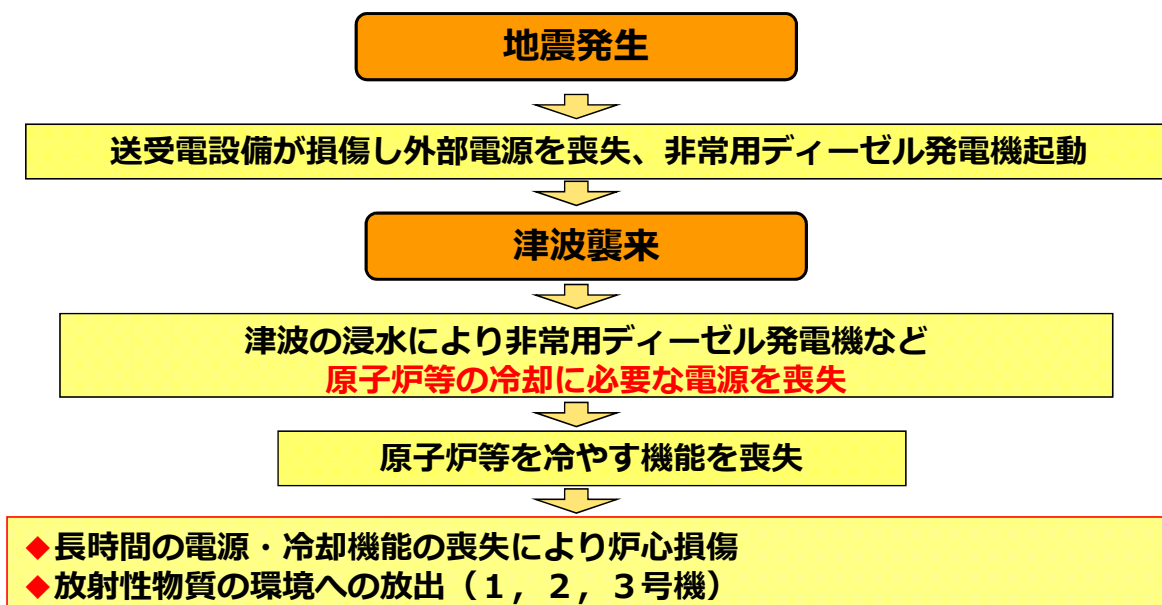 地震発生
送受電設備が損傷し外部電源を喪失、非常用ディーゼル発電機起動
津波襲来
津波の浸水により非常用ディーゼル発電機など
原子炉等の冷却に必要な電源を喪失
原子炉等を冷やす機能を喪失
◆長時間の電源・冷却機能の喪失により炉心損傷
◆放射性物質の環境への放出（１，２，３号機）